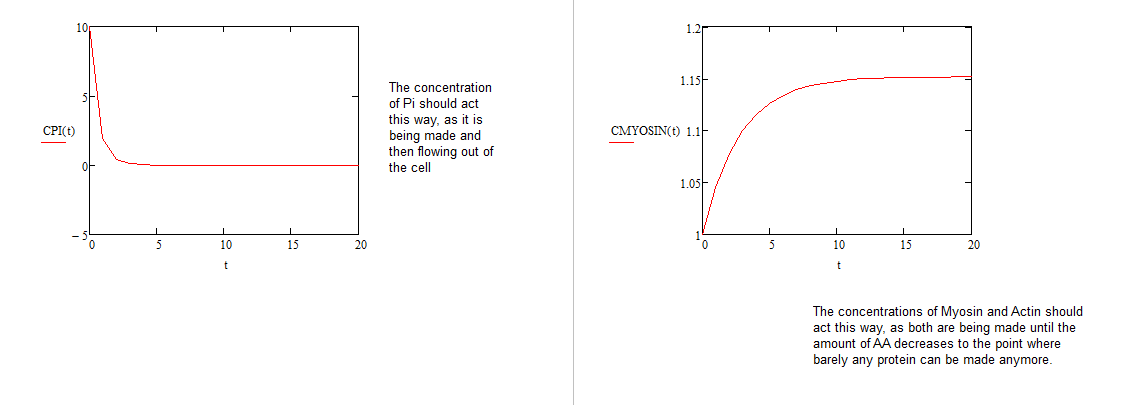 10
5
CPI(t)
0
− 5
0 5 10 15 20
t
The concentration
of Pi should act
this way, as it is
being made and
then flowing out of
the cell
1.2
1.15
CMYOSIN(t) 1.1
1.05
1
0 5 10 15 20
t
The concentrations of Myosin and Actin should
act this way, as both are being made until the
amount of AA decreases to the point where
barely any protein can be made anymore.